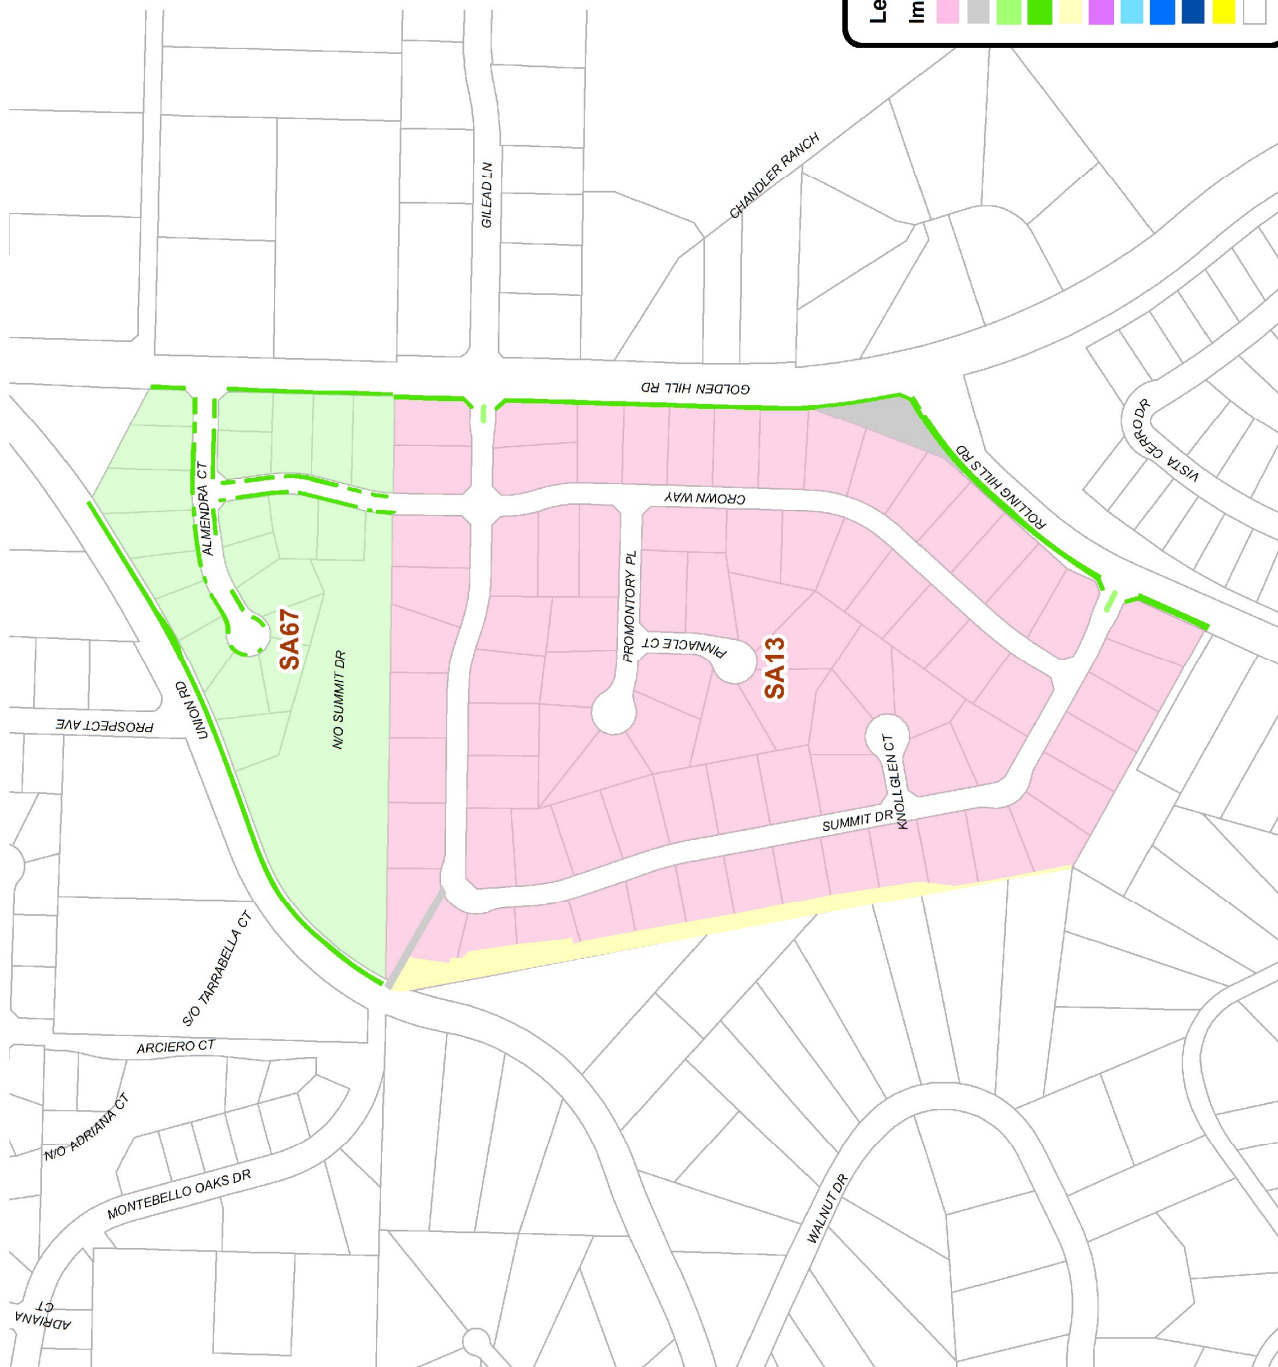 Le
Im
GILEAD LN
CHANDLER RANCH
GOLDEN HILL RD
VISTA CERRO DR
ROLLING HILLS RD
ALMENDRA CT
CROWN WAY
PROMONTORY PL
PINNACLE CT
SA67
SA13
N/O SUMMIT DR
UNION RD
PROSPECT AVE
KNOLL GLEN CT
SUMMIT DR
S/O TARRABELLA CT
ARCIERO CT
N/O ADRIANA CT
MONTEBELLO OAKS DR
WALNUT DR
ADRIANA
CT